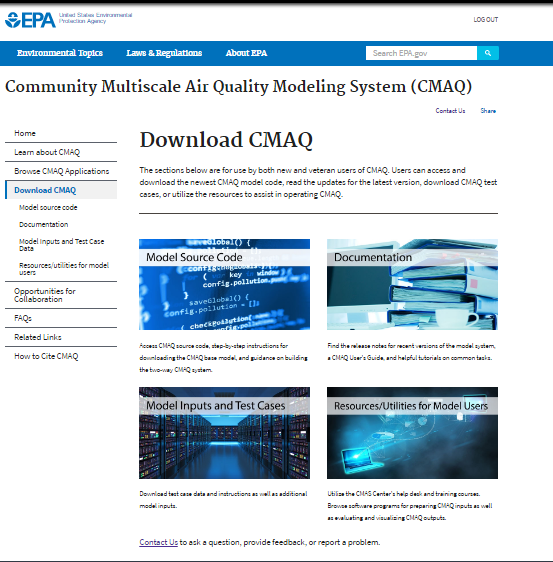 EPA United States Environmental
Protection Agency
LOG OUT
Environmental Topics Laws & Regulations About EPA Search EPA.gov
Community Multiscale Air Quality Modeling System (CMAQ)
Contact Us Share
Home
Learn about CMAQ
Browse CMAQ Applications
Download CMAQ
Model source code
Documentation
Model Inputs and Test Case
Data
Resources/utilities for model
users
Opportunities for
Collaboration
FAQs
Related Links
How to Cite CMAQ
Download CMAQ
The sections below are for use by both new and veteran users of CMAQ. Users can access and
download the newest CMAQ model code, read the updates for the latest version, download CMAQ test
cases, or utilize the resources to assist in operating CMAQ.
saveGlobal() {
Model Source Code
{ key window }
config.pollution
saveGlobal() {
config.pollution = [];
Access CMAQ source code, step-by-step instructions for
downloading the CMAQ base model, and guidance on building
the two-way CMAQ system.
Documentation
Find the release notes for recent versions of the model system,
a CMAQ User's Guide, and helpful tutorials on common tasks.
Model Inputs and Test Cases
Download test case data and instructions as well as additional
model inputs.
Resources/Utilities for Model Users
Utilize the CMAS Center's help desk and training courses.
Browse software programs for preparing CMAQ inputs as well
as evaluating and visualizing CMAQ outputs.
Contact Us to ask a question, provide feedback, or report a problem.